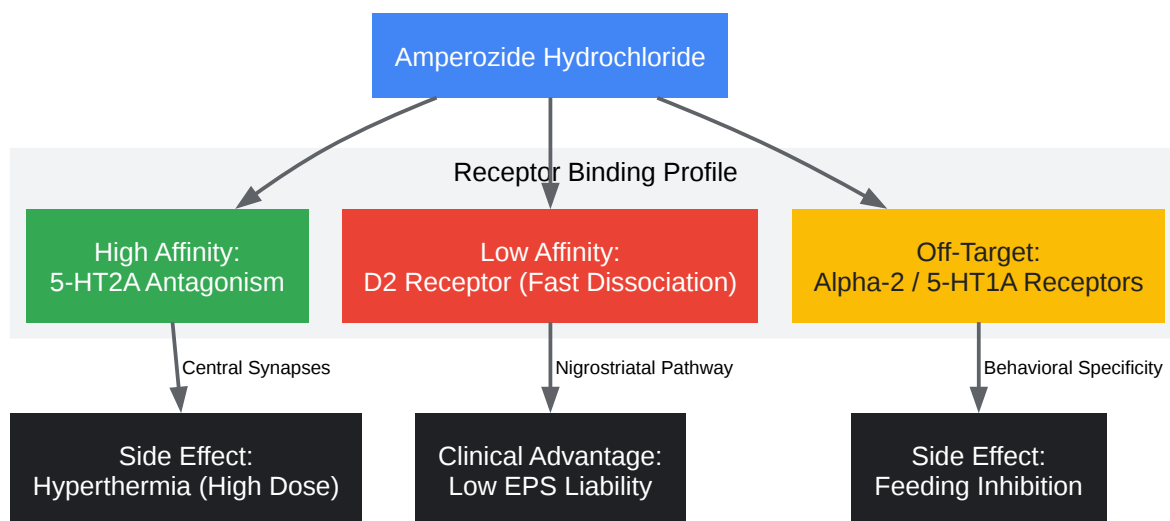 Amperozide Hydrochloride
Receptor Binding Profile
High Affinity:
5-HT2A Antagonism
Low Affinity:
D2 Receptor (Fast Dissociation)
Off-Target:
Alpha-2 / 5-HT1A Receptors
Central Synapses
Nigrostriatal Pathway
Behavioral Specificity
Side Effect:
Hyperthermia (High Dose)
Clinical Advantage:
Low EPS Liability
Side Effect:
Feeding Inhibition